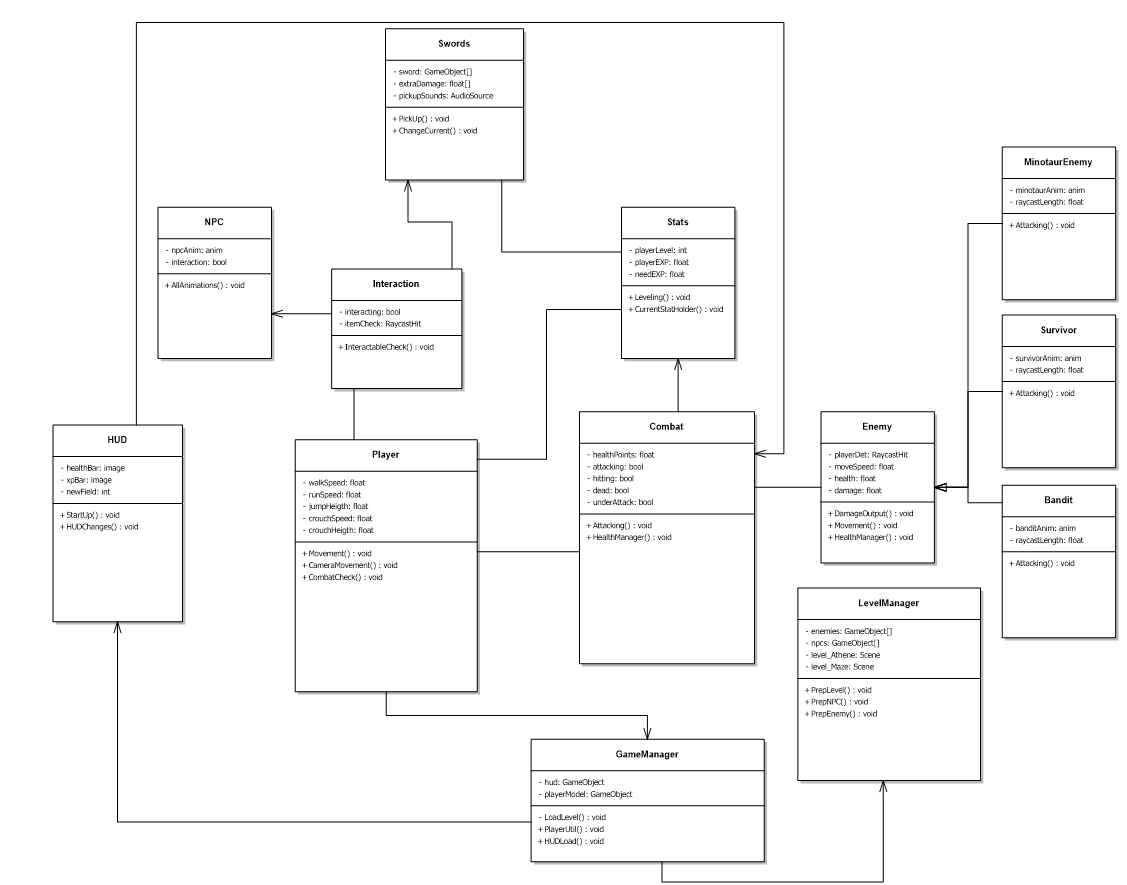 Swords
- sword: GameObject[]
- extraDamage: float[]
- pickupSounds: AudioSource
+ PickUp() : void
+ ChangeCurrent() : void
NPC
- npcAnim: anim
- interaction: bool
+ AllAnimations() : void
Stats
- playerLevel: int
- playerEXP: float
- needEXP: float
+ Leveling() : void
+ CurrentStatHolder() : void
MinotaurEnemy
- minotaurAnim: anim
- raycastLength: float
+ Attacking() : void
Interaction
- interacting: bool
- itemCheck: RaycastHit
+ InteractableCheck() : void
Survivor
- survivorAnim: anim
- raycastLength: float
+ Attacking() : void
HUD
- healthBar: image
- xpBar: image
- newField: int
+ StartUp() : void
+ HUDChanges() : void
Player
- walkSpeed: float
- runSpeed: float
- jumpHeigth: float
- crouchSpeed: float
- crouchHeigth: float
+ Movement() : void
+ CameraMovement() : void
+ CombatCheck() : void
Combat
- healthPoints: float
- attacking: bool
- hitting: bool
- dead: bool
- underAttack: bool
+ Attacking() : void
+ HealthManager() : void
Enemy
- playerDet: RaycastHit
- moveSpeed: float
- health: float
- damage: float
+ DamageOutput() : void
+ Movement() : void
+ HealthManager() : void
Bandit
- banditAnim: anim
- raycastLength: float
+ Attacking() : void
LevelManager
- enemies: GameObject[]
- npcs: GameObject[]
- level_Athene: Scene
- level_Maze: Scene
+ PrepLevel() : void
+ PrepNPC() : void
+ PrepEnemy() : void
GameManager
- hud: GameObject
- playerModel: GameObject
- LoadLevel() : void
+ PlayerUtil() : void
+ HUDLoad() : void